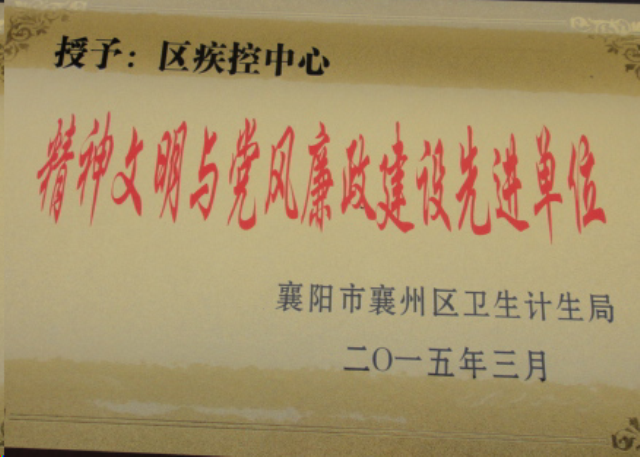 授予：区疾控中心
精神文明与党风廉政建设先进单位
襄阳市襄州区卫生计生局
二〇一五年三月